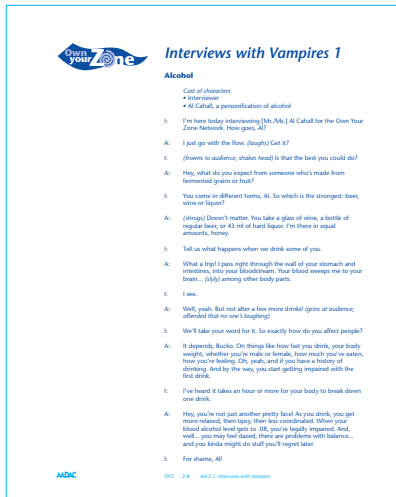 Own
your Zone
Interviews with Vampires 1
Alcohol
Cast of characters
• Interviewer
• Al Cahall, a personification of alcohol
I: I'm here today interviewing [Mr./Ms.] Al Cahall for the Own Your
Zone Network. How goes, Al?
A: I just go with the flow. (laughs) Get it?
I: (frowns to audience, shakes head) Is that the best you could do?
A: Hey, what do you expect from someone who's made from
fermented grains or fruit?
I: You come in different forms, Al. So which is the strongest: beer,
wine or liquor?
A: (shrugs) Doesn't matter. You take a glass of wine, a bottle of
regular beer, or 43 ml of hard liquor. I'm there in equal
amounts, honey.
I: Tell us what happens when we drink some of you.
A: What a trip! I pass right through the wall of your stomach and
intestines, into your bloodstream. Your blood sweeps me to your
brain... (slyly) among other body parts.
I: I see.
A: Well, yeah. But not after a few more drinks! (grins at audience;
offended that no one's laughing)
I: We'll take your word for it. So exactly how do you affect people?
A: It depends, Bucko. On things like how fast you drink, your body
weight, whether you're male or female, how much you've eaten,
how you're feeling. Oh, yeah, and if you have a history of
drinking. And by the way, you start getting impaired with the
first drink.
I: I've heard it takes an hour or more for your body to break down
one drink.
A: Hey, you're not just another pretty face! As you drink, you get
more relaxed, then tipsy, then less coordinated. When your
blood alcohol level gets to .08, you're legally impaired. And,
well... you may feel dazed, there are problems with balance...
and you kinda might do stuff you'll regret later.
I: For shame, Al!
AADAC
OYZ 2-8 Aid Z.1: Interviews with Vampires